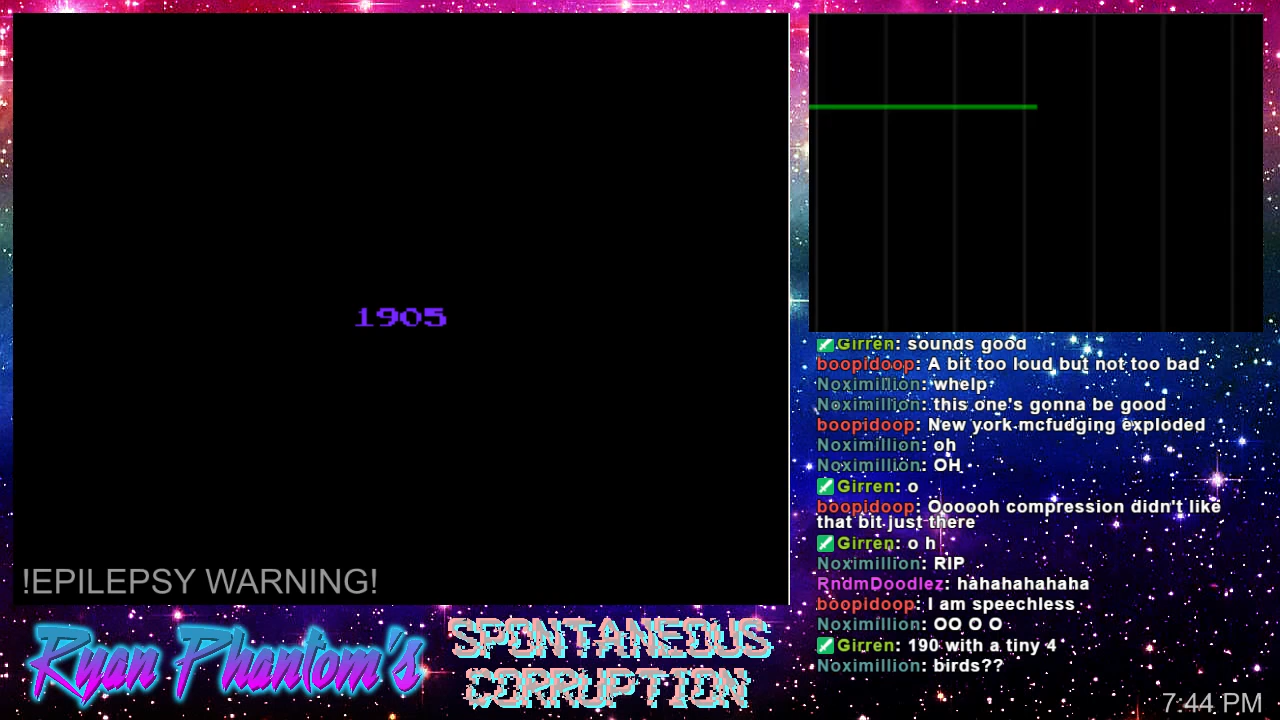 1905
!EPILEPSY WARNING!
Ryan Phantom's
SPONTANEOUS
CORRUPTION
Girren: sounds good
boopidoop: A bit too loud but not too bad
Noximillion: whelp
Noximillion: this one's gonna be good
boopidoop: New york mcfudging exploded
Noximillion: oh
Noximillion: OH
Girren: o
boopidoop: Oooooh compression didn't like
that bit just there
Girren: o h
Noximillion: RIP
RndmDoodlez: hahahahahaha
boopidoop: I am speechless
Noximillion: OO O O
Girren: 190 with a tiny 4
Noximillion: birds??
7:44 PM